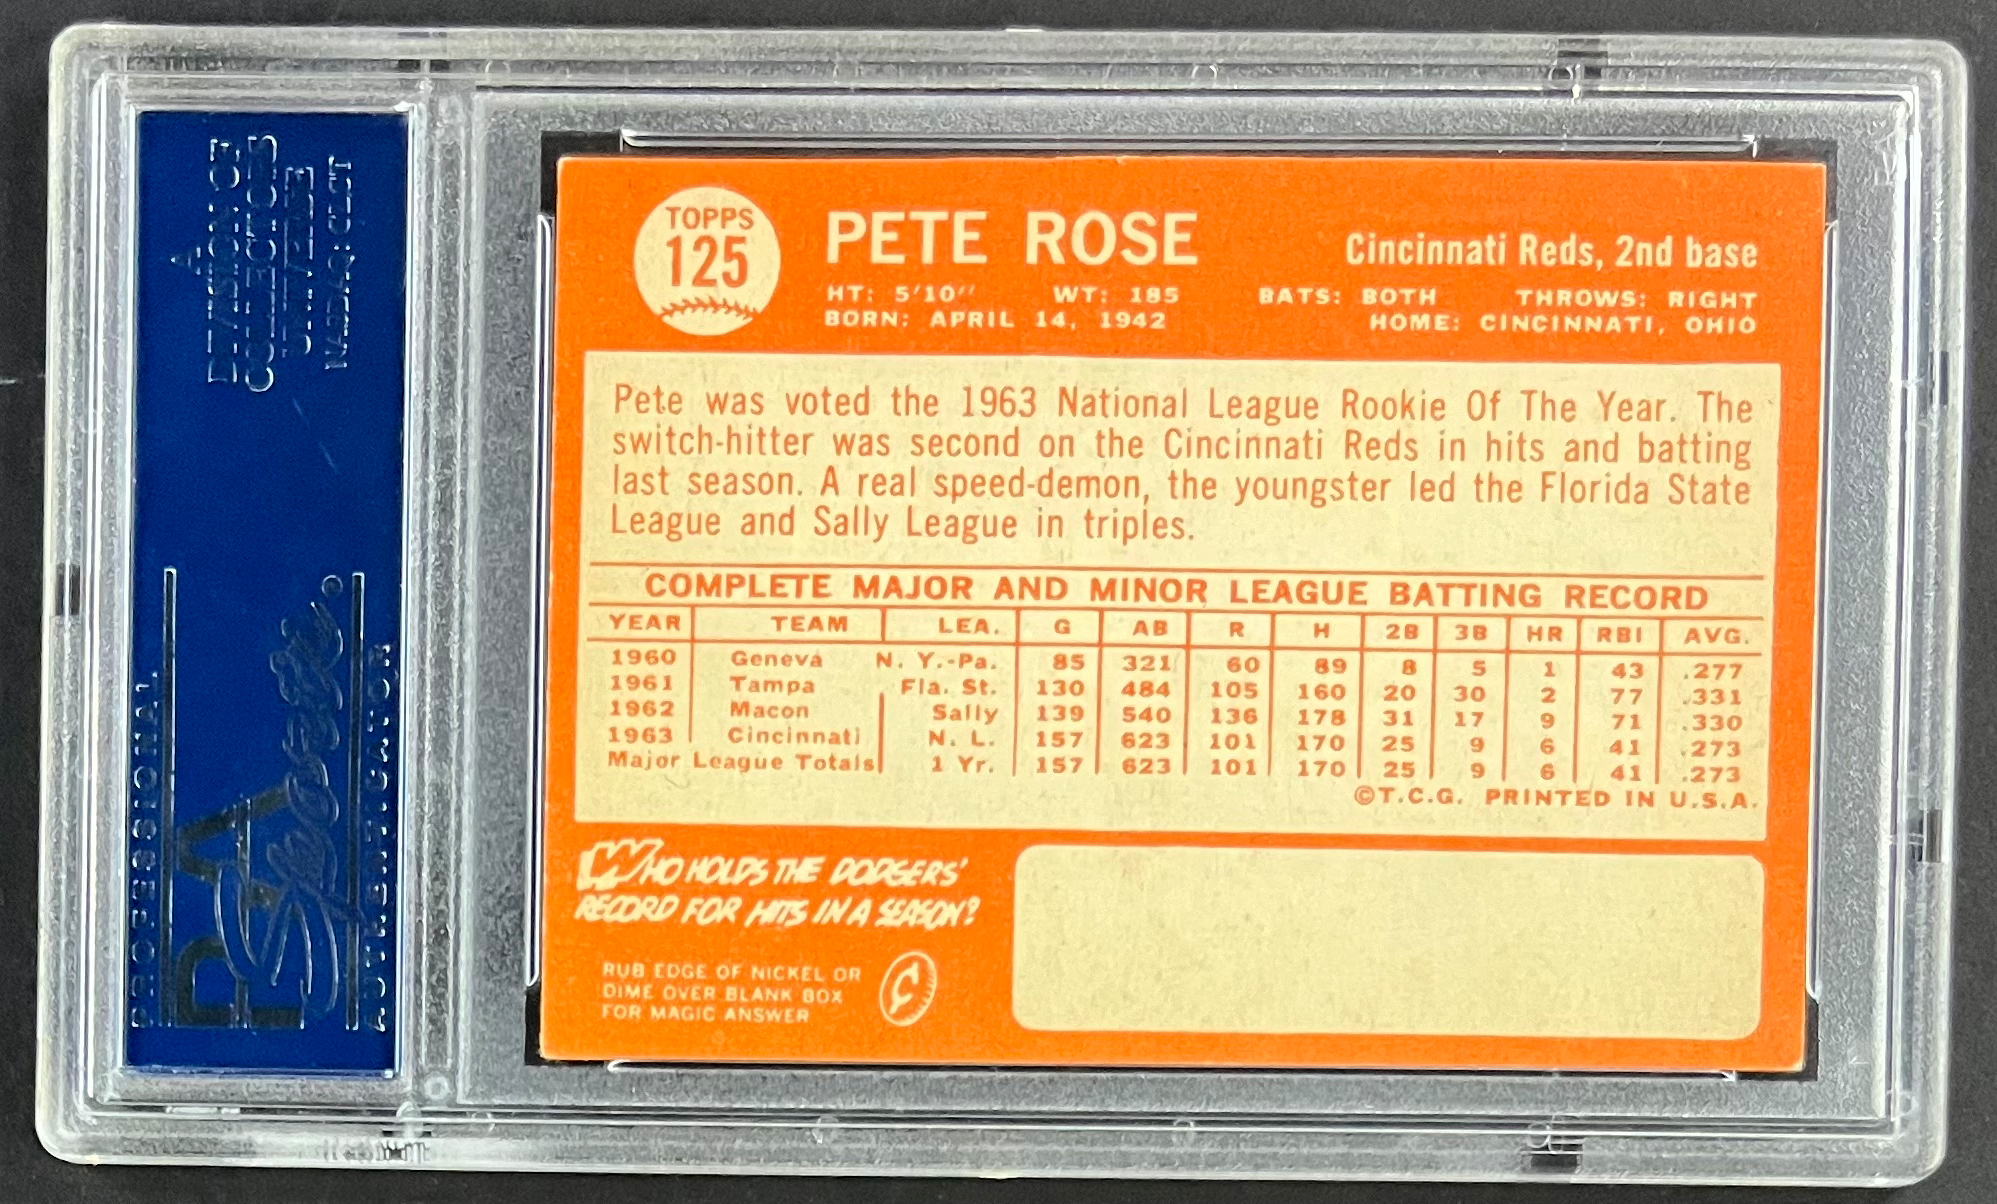 A
DIVISION OF
COLLECTORS
UNIVERSE
NASDAQ: CLCT
PROFESSIONAL
PSA
Sports
AUTHENTICATOR
TOPPS
125
PETE ROSE
Cincinnati Reds, 2nd base
HT: 5'10" WT: 185 BATS: BOTH THROWS: RIGHT
BORN: APRIL 14, 1942 HOME: CINCINNATI, OHIO
Pete was voted the 1963 National League Rookie Of The Year. The
switch-hitter was second on the Cincinnati Reds in hits and batting
last season. A real speed-demon, the youngster led the Florida State
League and Sally League in triples.
COMPLETE MAJOR AND MINOR LEAGUE BATTING RECORD
YEAR TEAM LEA. G AB R H 2B 3B HR RBI AVG.
1960 Geneva N. Y.-Pa. 85 321 60 89 8 5 1 43 .277
1961 Tampa Fla. St. 130 484 105 160 20 30 2 77 .331
1962 Macon Sally 139 540 136 178 31 17 9 71 .330
1963 Cincinnati N. L. 157 623 101 170 25 9 6 41 .273
Major League Totals 1 Yr. 157 623 101 170 25 9 6 41 .273
©T.C.G. PRINTED IN U.S.A.
WHO HOLDS THE DODGERS'
RECORD FOR HITS IN A SEASON?
RUB EDGE OF NICKEL OR
DIME OVER BLANK BOX
FOR MAGIC ANSWER
¢